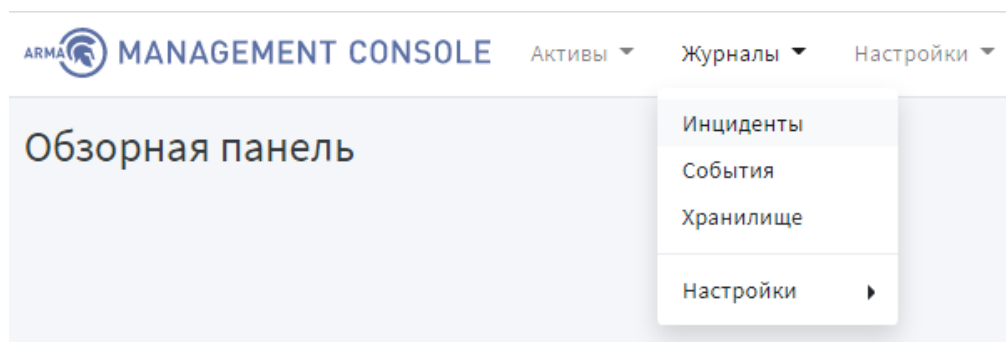 ARMA MANAGEMENT CONSOLE Активы Журналы Настройки
Обзорная панель
Инциденты
События
Хранилище
Настройки